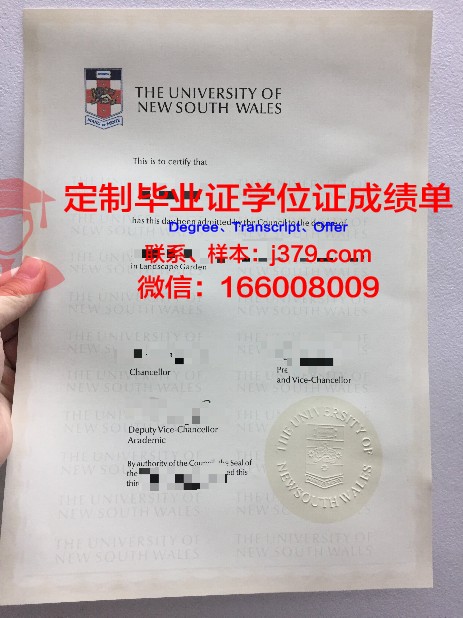 THE UNIVERSITY OF
NEW SOUTH WALES
This is to certify that
定制毕业证学位证成绩单
has this day been admitted by the Council to the degree of
Degree、Transcript、Offer
联系、样本：j379.com
in Landscape Garden
微信：166008009
Chancellor
and Vice-Chancellor
Deputy Vice-Chancellor
Academic
By authority of the Council, the Seal of
the
this
THE UNIVERSITY OF
NEW SOUTH WALES